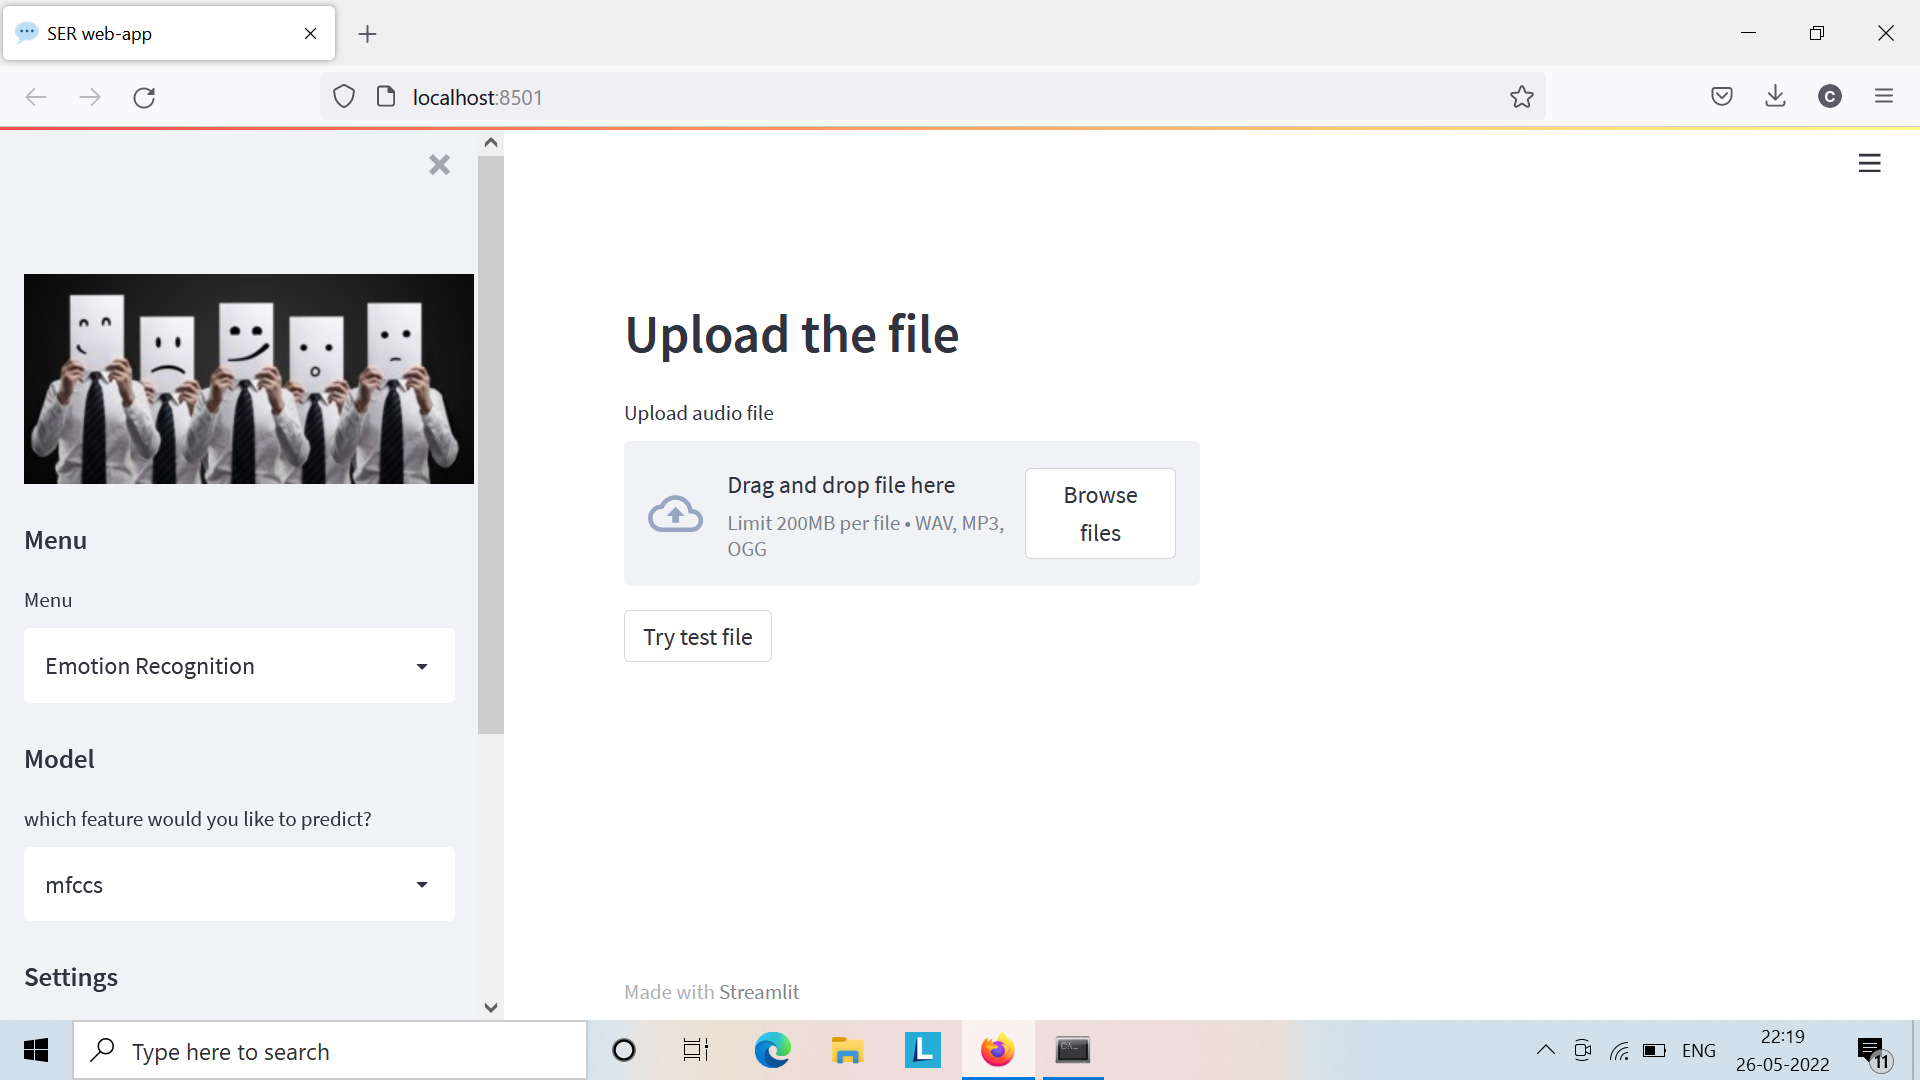 SER web-app
localhost:8501
C
Menu
Menu
Emotion Recognition
Model
which feature would you like to predict?
mfccs
Settings
Upload the file
Upload audio file
Drag and drop file here
Limit 200MB per file • WAV, MP3,
OGG
Browse
files
Try test file
Made with Streamlit
Type here to search
L
ENG
22:19
26-05-2022
11